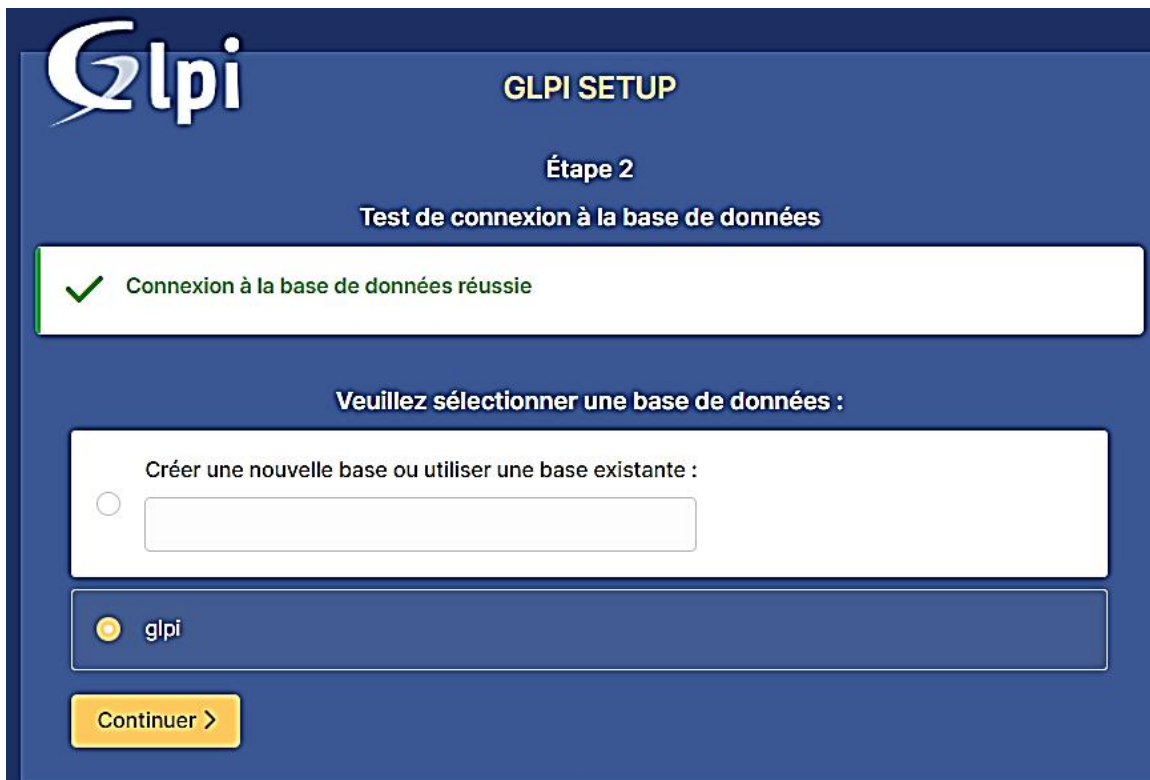 Glpi
GLPI SETUP
Étape 2
Test de connexion à la base de données
Connexion à la base de données réussie
Veuillez sélectionner une base de données :
Créer une nouvelle base ou utiliser une base existante :
glpi
Continuer >